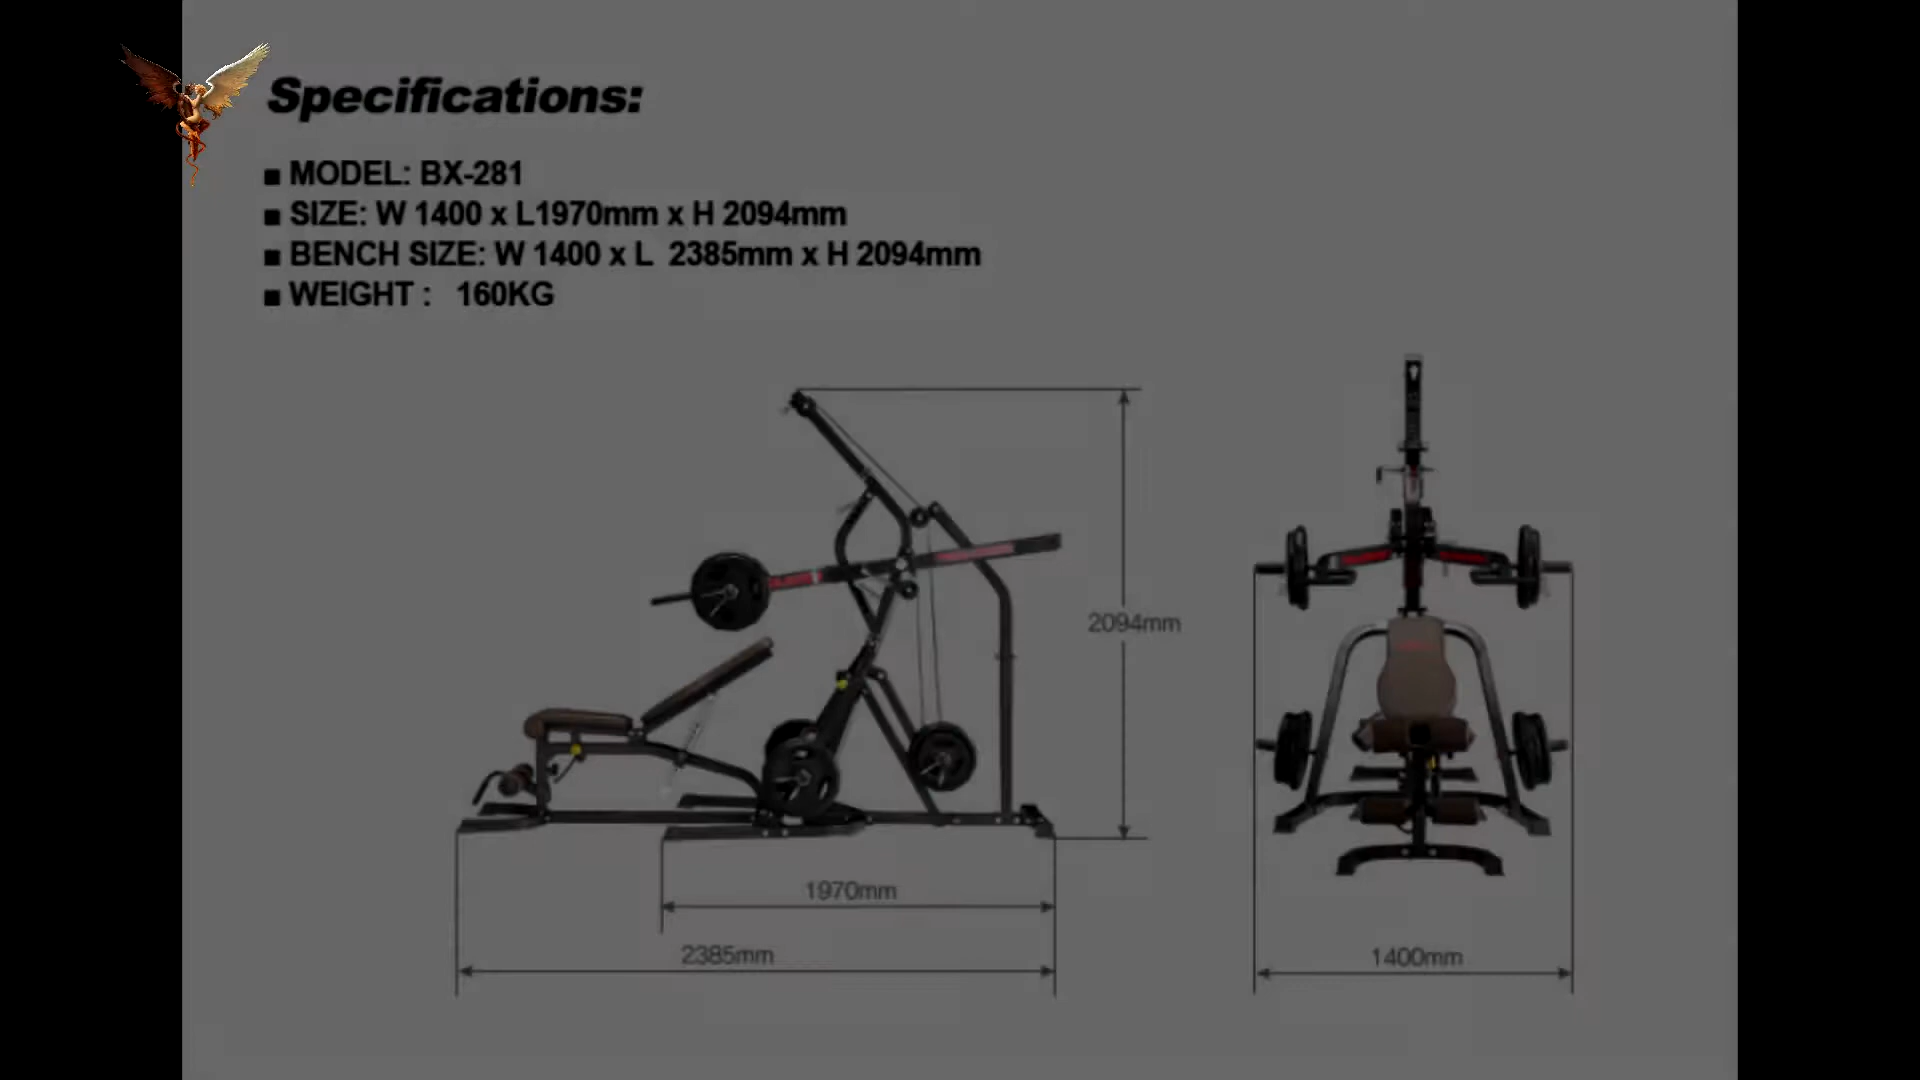 Specifications:
■ MODEL: BX-281
■ SIZE: W 1400 x L1970mm x H 2094mm
■ BENCH SIZE: W 1400 x L  2385mm x H 2094mm
■ WEIGHT :   160KG
2094mm
1970mm
2385mm
1400mm